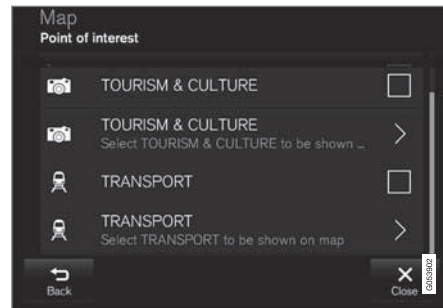 Map
Point of interest
TOURISM & CULTURE
TOURISM & CULTURE
Select TOURISM & CULTURE to be shown ...
TRANSPORT
TRANSPORT
Select TRANSPORT to be shown on map
Back
Close
G053902